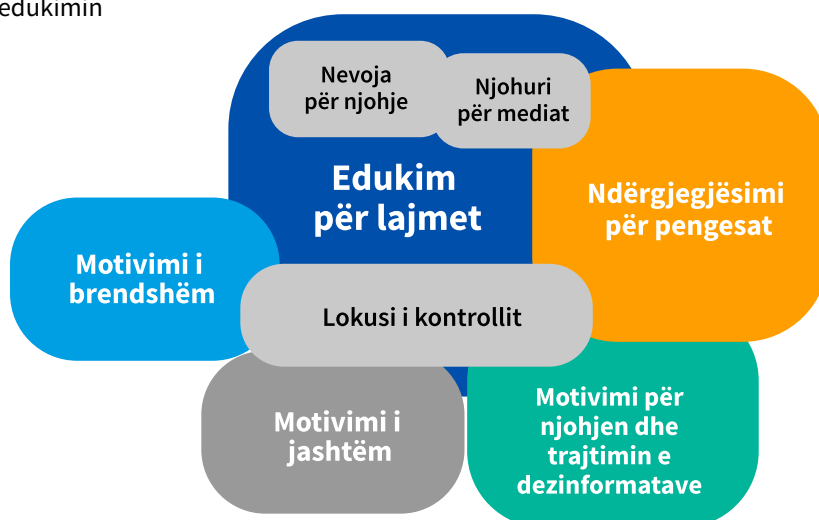 edukimin
Nevoja
për njohje
Njohuri
për mediat
Edukim
për lajmet
Ndërgjegjësimi
për pengesat
Motivimi i
brendshëm
Lokusi i kontrollit
Motivimi i
jashtëm
Motivimi për
njohjen dhe
trajtimin e
dezinformatave